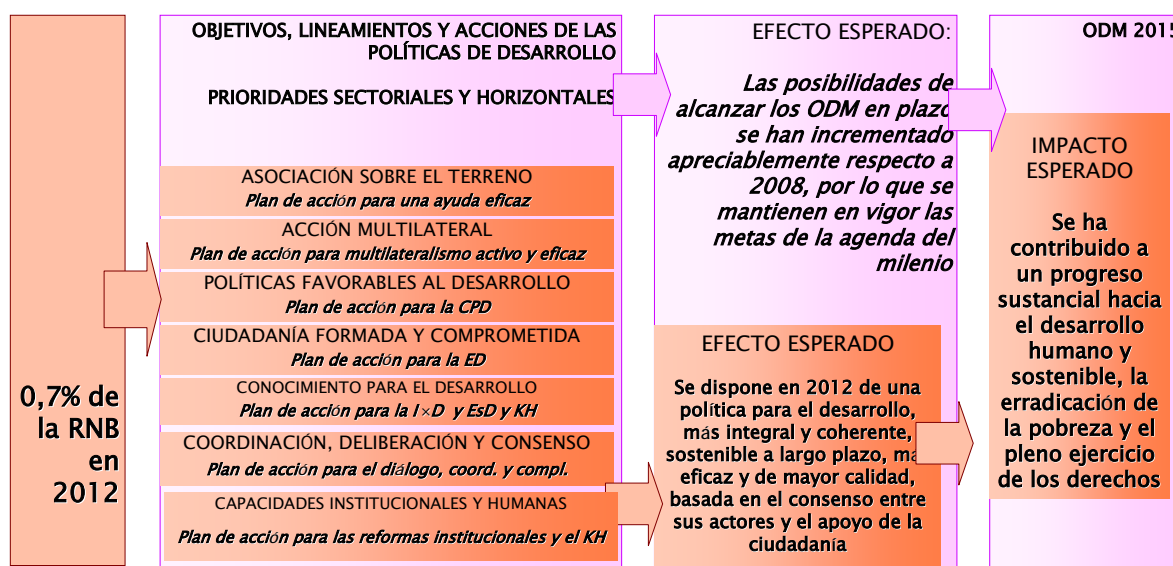 0,7% de
la RNB
en
2012
OBJETIVOS, LINEAMIENTOS Y ACCIONES DE LAS
POLÍTICAS DE DESARROLLO
PRIORIDADES SECTORIALES Y HORIZONTALES
ASOCIACIÓN SOBRE EL TERRENO
Plan de acción para una ayuda eficaz
ACCIÓN MULTILATERAL
Plan de acción para multilateralismo activo y eficaz
POLÍTICAS FAVORABLES AL DESARROLLO
Plan de acción para la CPD
CIUDADANÍA FORMADA Y COMPROMETIDA
Plan de acción para la ED
CONOCIMIENTO PARA EL DESARROLLO
Plan de acción para la I×D y EsD y KH
COORDINACIÓN, DELIBERACIÓN Y CONSENSO
Plan de acción para el diálogo, coord. y compl.
CAPACIDADES INSTITUCIONALES Y HUMANAS
Plan de acción para las reformas institucionales y el KH
EFECTO ESPERADO:
Las posibilidades de
alcanzar los ODM en plazo
se han incrementado
apreciablemente respecto a
2008, por lo que se
mantienen en vigor las
metas de la agenda del
milenio
EFECTO ESPERADO
Se dispone en 2012 de una
política para el desarrollo,
más integral y coherente,
sostenible a largo plazo, más
eficaz y de mayor calidad,
basada en el consenso entre
sus actores y el apoyo de la
ciudadanía
ODM 2015
IMPACTO
ESPERADO
Se ha
contribuido a
un progreso
sustancial hacia
el desarrollo
humano y
sostenible, la
erradicación de
la pobreza y el
pleno ejercicio
de los derechos